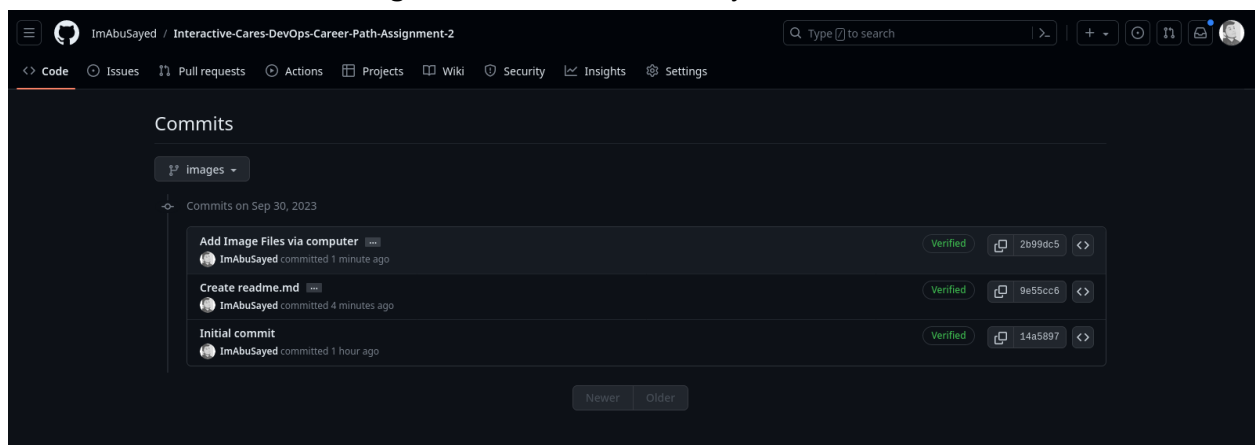 ImAbuSayed / Interactive-Cares-DevOps-Career-Path-Assignment-2
Type / to search
<> Code Issues Pull requests Actions Projects Wiki Security Insights Settings
Commits
images
Commits on Sep 30, 2023
Add Image Files via computer ...
Verified 2b99dc5 <>
ImAbuSayed committed 1 minute ago
Create readme.md ...
Verified 9e55cc6 <>
ImAbuSayed committed 4 minutes ago
Initial commit
Verified 14a5897 <>
ImAbuSayed committed 1 hour ago
Newer Older